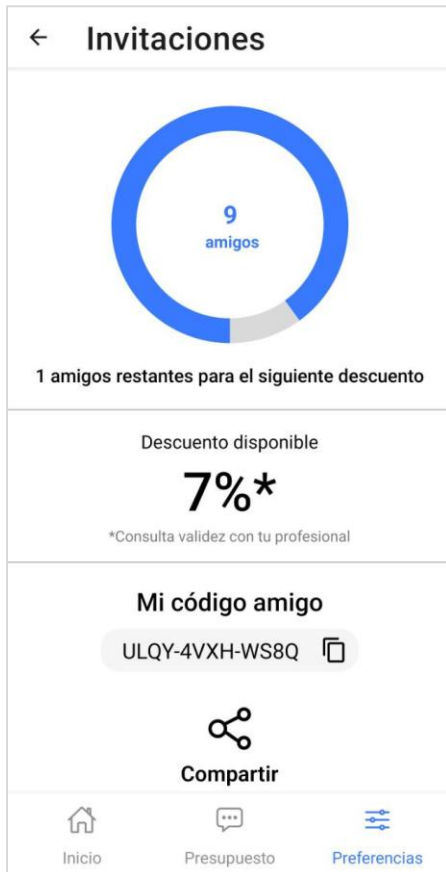 Invitaciones
9
amigos
1 amigos restantes para el siguiente descuento
Descuento disponible
7%*
*Consulta validez con tu profesional
Mi código amigo
ULQY-4VXH-WS8Q
Compartir
Inicio
Presupuesto
Preferencias